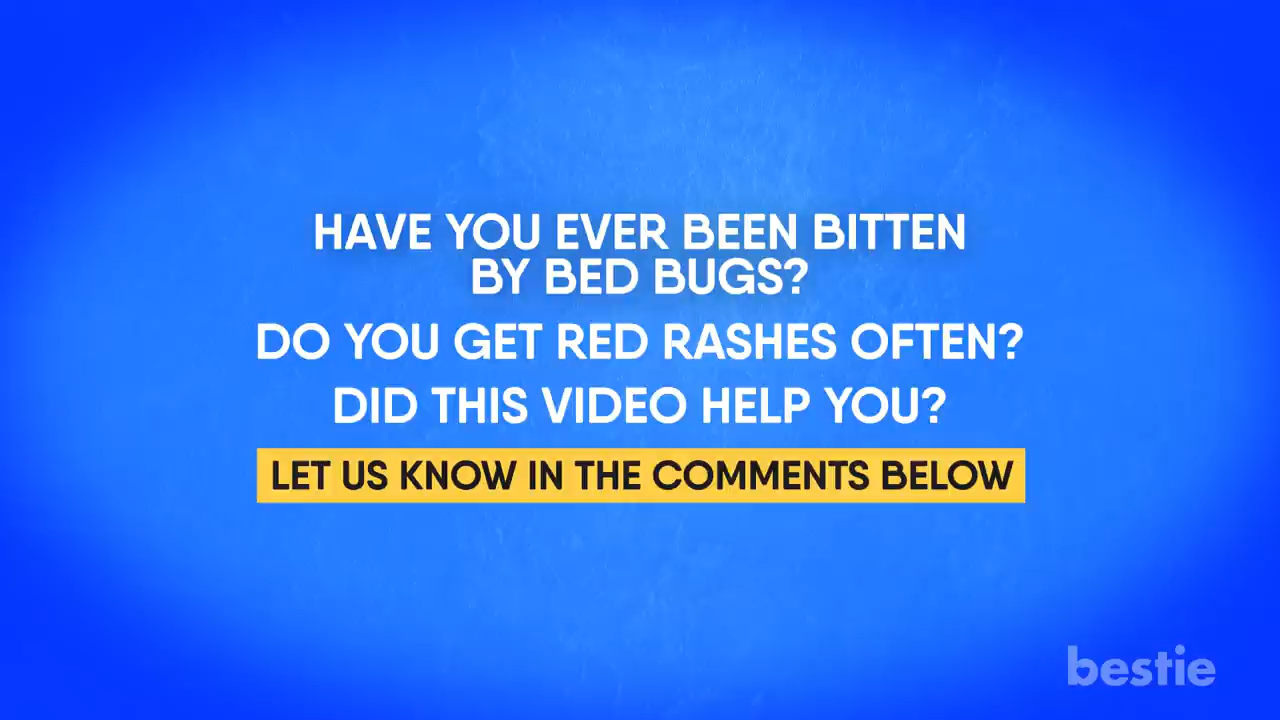 HAVE YOU EVER BEEN BITTEN
BY BED BUGS?
DO YOU GET RED RASHES OFTEN?
DID THIS VIDEO HELP YOU?
LET US KNOW IN THE COMMENTS BELOW
bestie